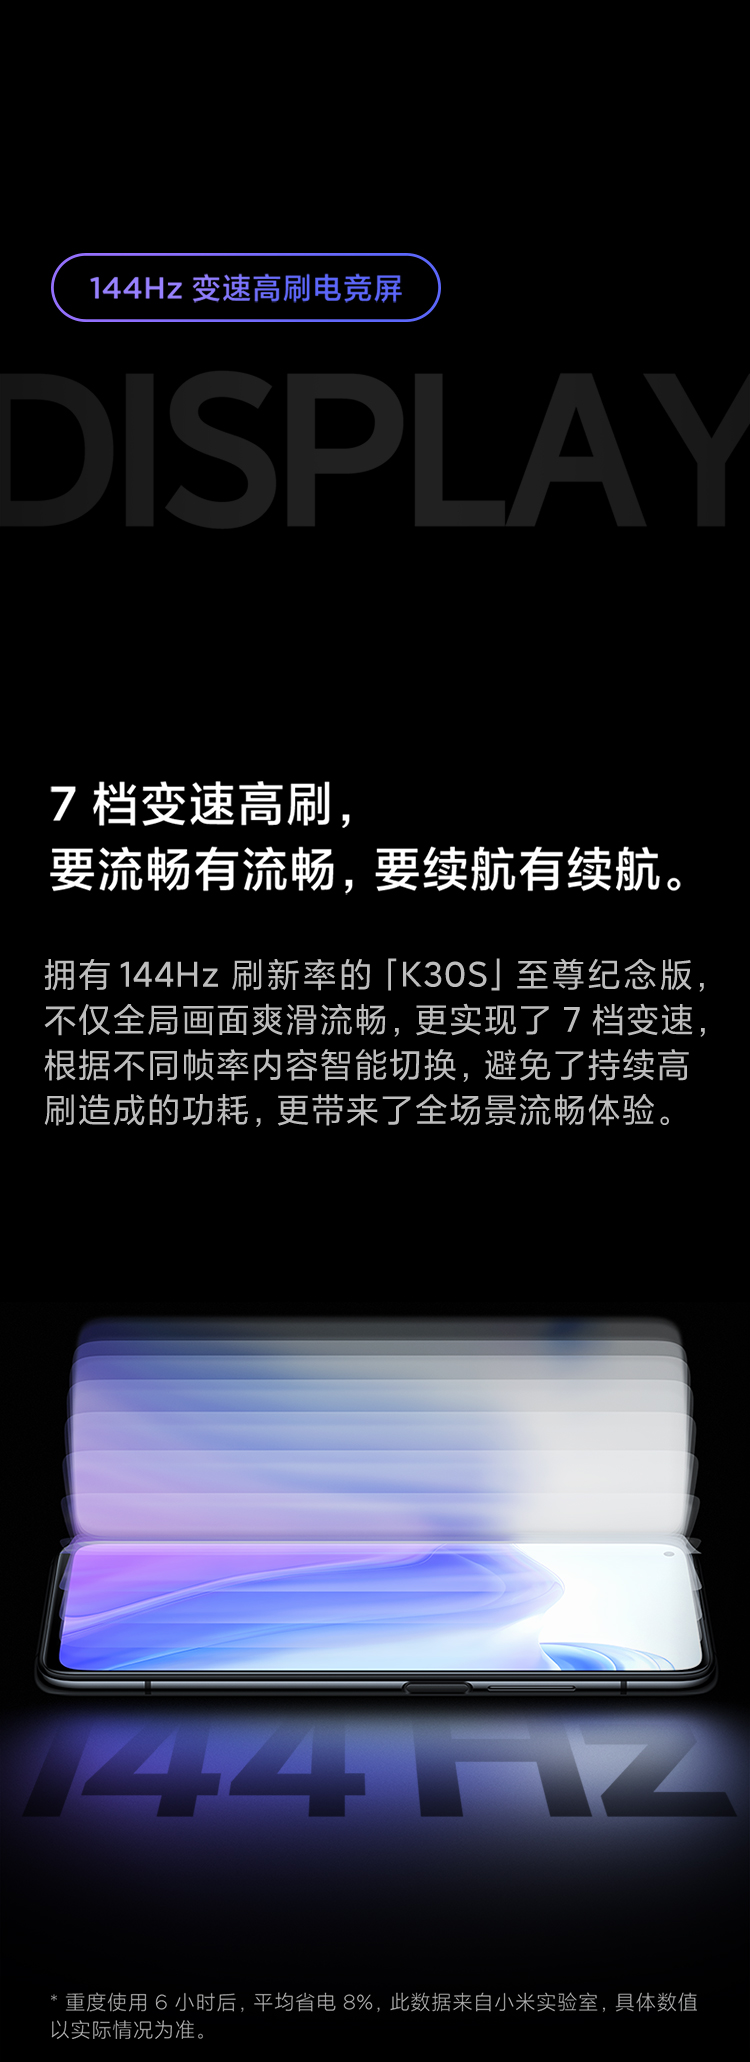 144Hz 变速高刷电竞屏
DISPLAY
7 档变速高刷，
要流畅有流畅，要续航有续航。
拥有 144Hz 刷新率的「K30S」至尊纪念版，
不仅全局画面爽滑流畅，更实现了 7 档变速，
根据不同帧率内容智能切换，避免了持续高
刷造成的功耗，更带来了全场景流畅体验。
144 Hz
* 重度使用 6 小时后，平均省电 8%，此数据来自小米实验室，具体数值
以实际情况为准。